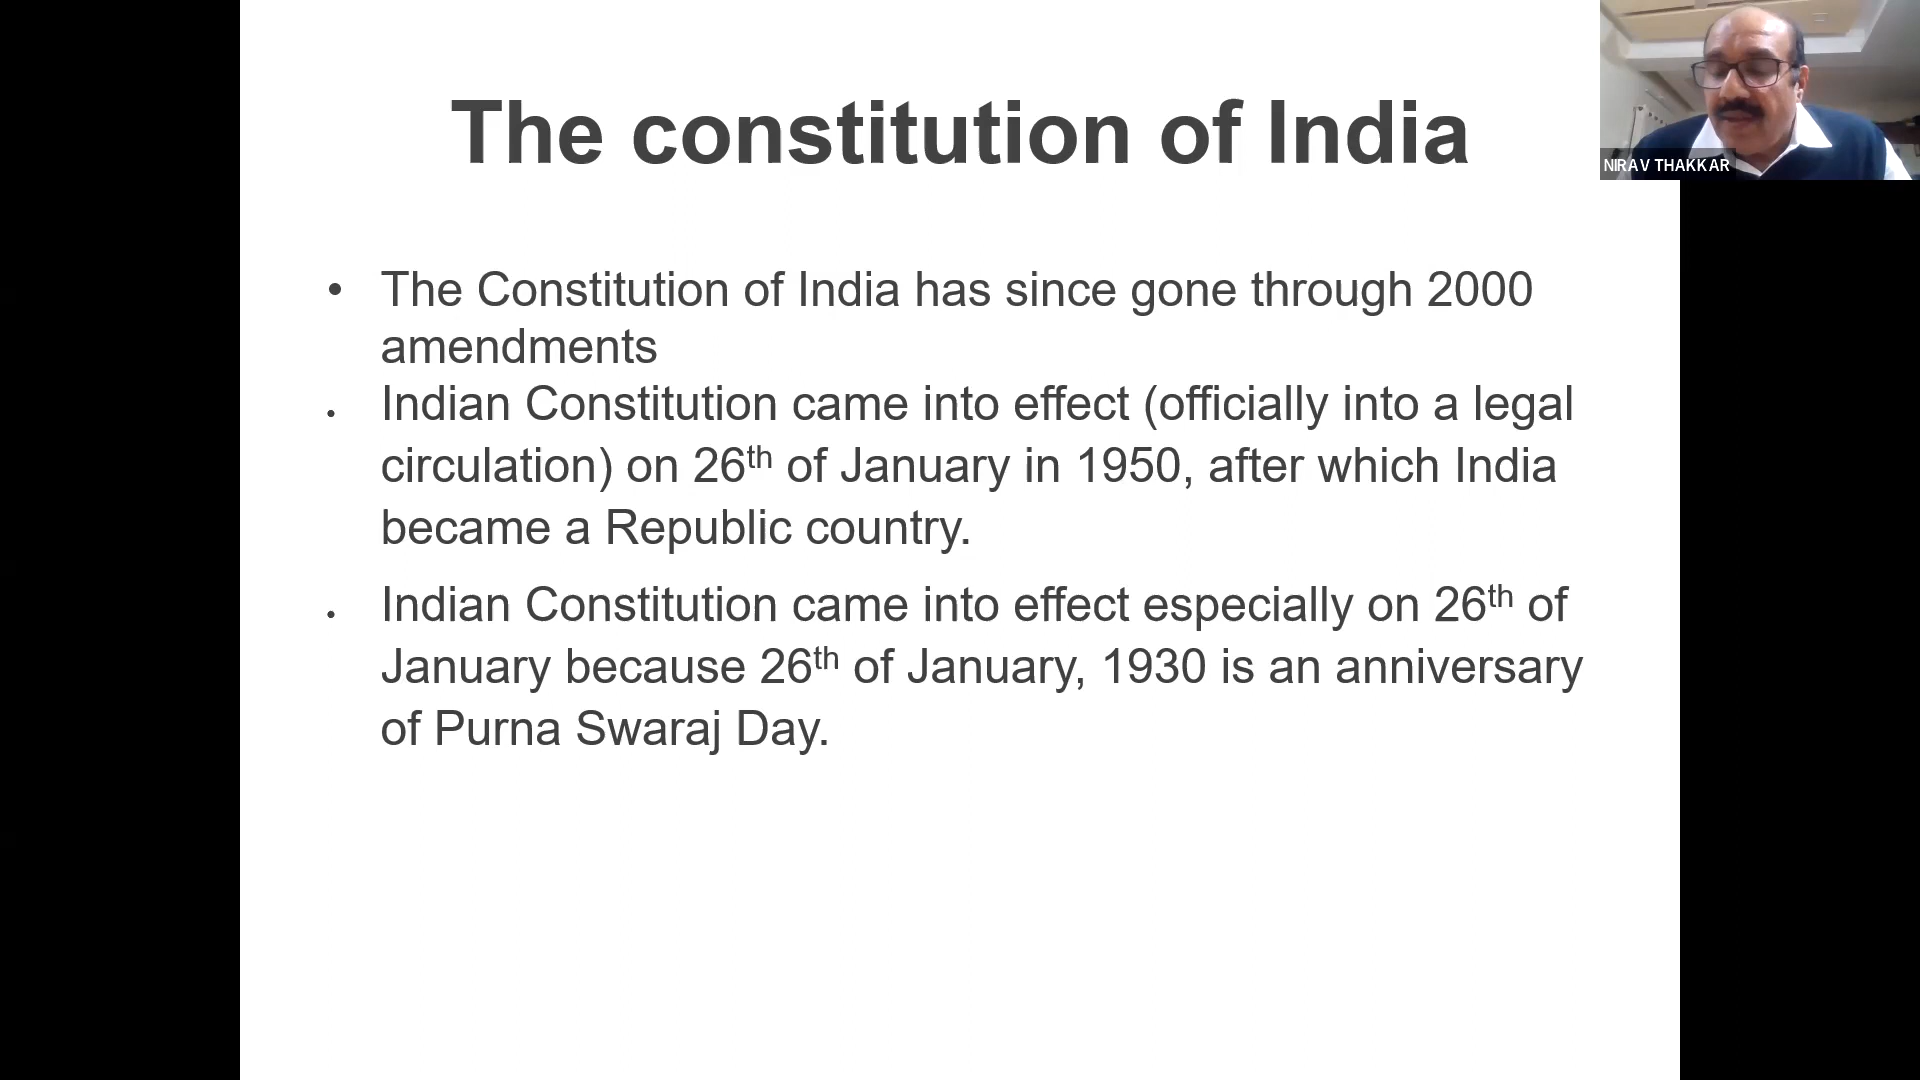 The constitution of India
NIRAV THAKKAR
• The Constitution of India has since gone through 2000
amendments
• Indian Constitution came into effect (officially into a legal
circulation) on 26th of January in 1950, after which India
became a Republic country.
• Indian Constitution came into effect especially on 26th of
January because 26th of January, 1930 is an anniversary
of Purna Swaraj Day.